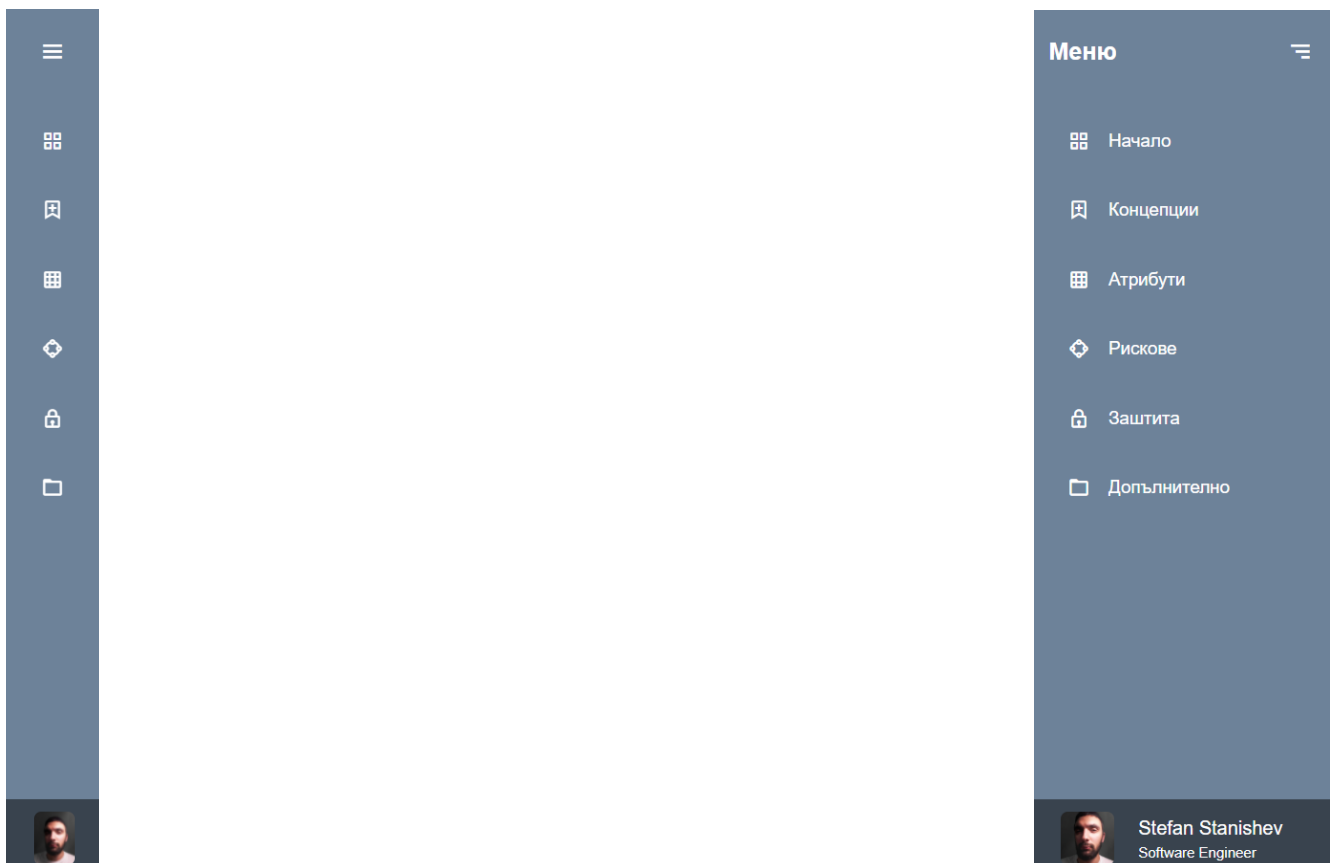 Меню
Начало
Концепции
Атрибути
Рискове
Заштита
Допълнително
Stefan Stanishev
Software Engineer